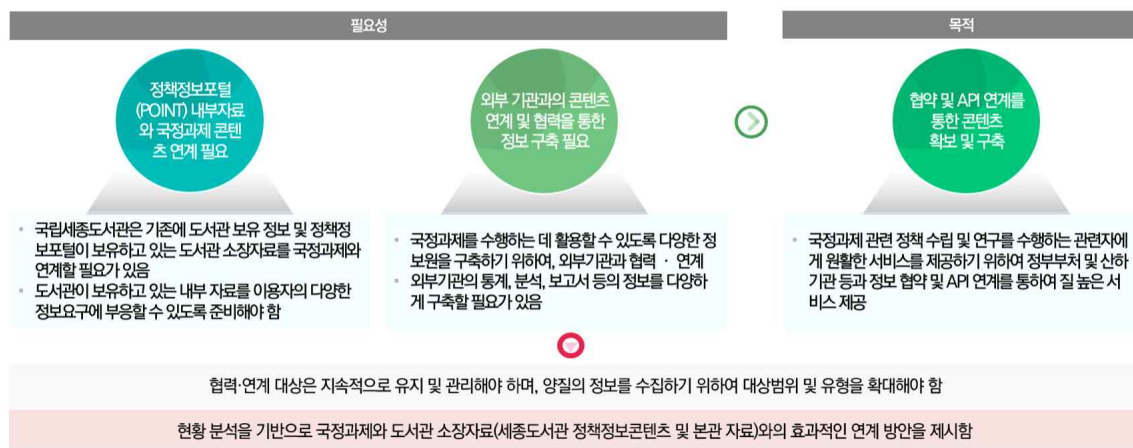 필요성
목적
정책정보포털
(POINT) 내부자료
와 국정과제 콘텐
츠 연계 필요
외부 기관과의 콘텐츠
연계 및 협력을 통한
정보 구축 필요
협약 및 API 연계를
통한 콘텐츠
확보 및 구축
• 국립세종도서관은 기존에 도서관 보유 정보 및 정책정
보포털이 보유하고 있는 도서관 소장자료를 국정과제와
연계할 필요가 있음
• 도서관이 보유하고 있는 내부 자료를 이용자의 다양한
정보요구에 부응할 수 있도록 준비해야 함
• 국정과제를 수행하는 데 활용할 수 있도록 다양한 정
보원을 구축하기 위하여, 외부기관과 협력 · 연계
• 외부기관의 통계, 분석, 보고서 등의 정보를 다양하
게 구축할 필요가 있음
• 국정과제 관련 정책 수립 및 연구를 수행하는 관련자에
게 원활한 서비스를 제공하기 위하여 정부부처 및 산하
기관 등과 정보 협약 및 API 연계를 통하여 질 높은 서
비스 제공
협력·연계 대상은 지속적으로 유지 및 관리해야 하며, 양질의 정보를 수집하기 위하여 대상범위 및 유형을 확대해야 함
현황 분석을 기반으로 국정과제와 도서관 소장자료(세종도서관 정책정보콘텐츠 및 본관 자료)와의 효과적인 연계 방안을 제시함